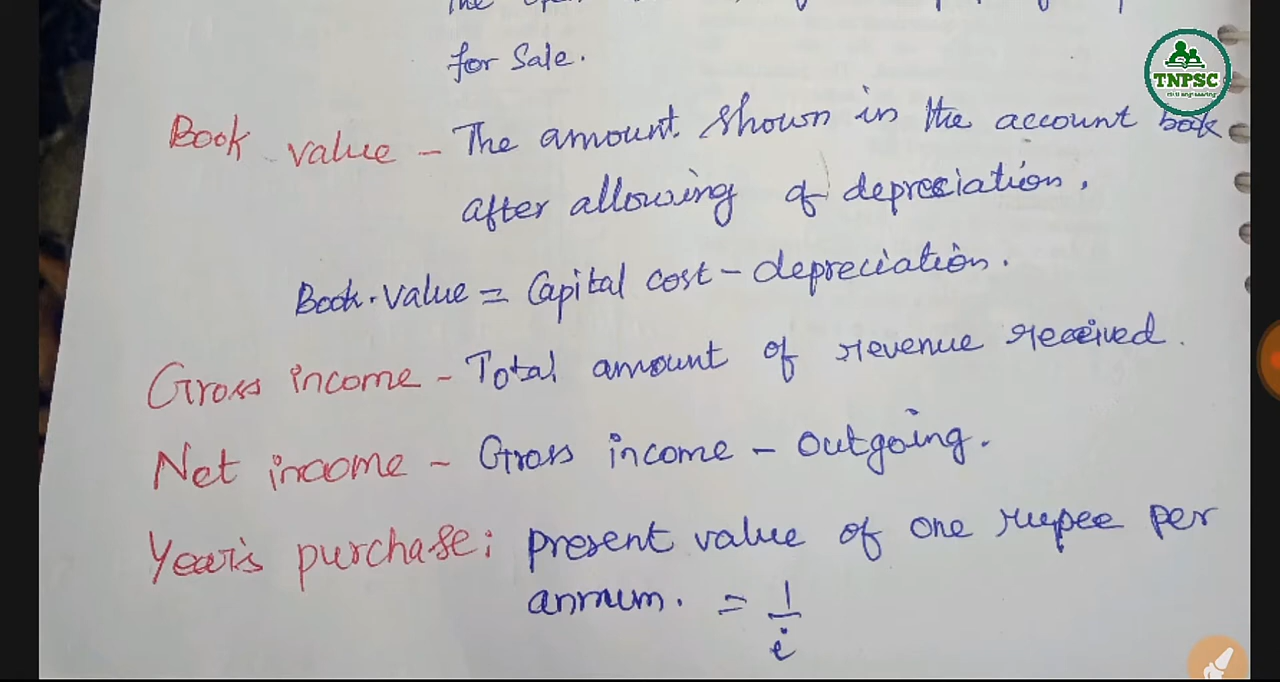 for Sale.
TNPSC
civil engineering
Book value - The amount shown in the account book
after allowing of depreciation.
Book value = Capital cost - depreciation.
Gross income - Total amount of revenue received.
Net income - Gross income - outgoing.
Year's purchase: present value of one rupee per
annum. = 1/i